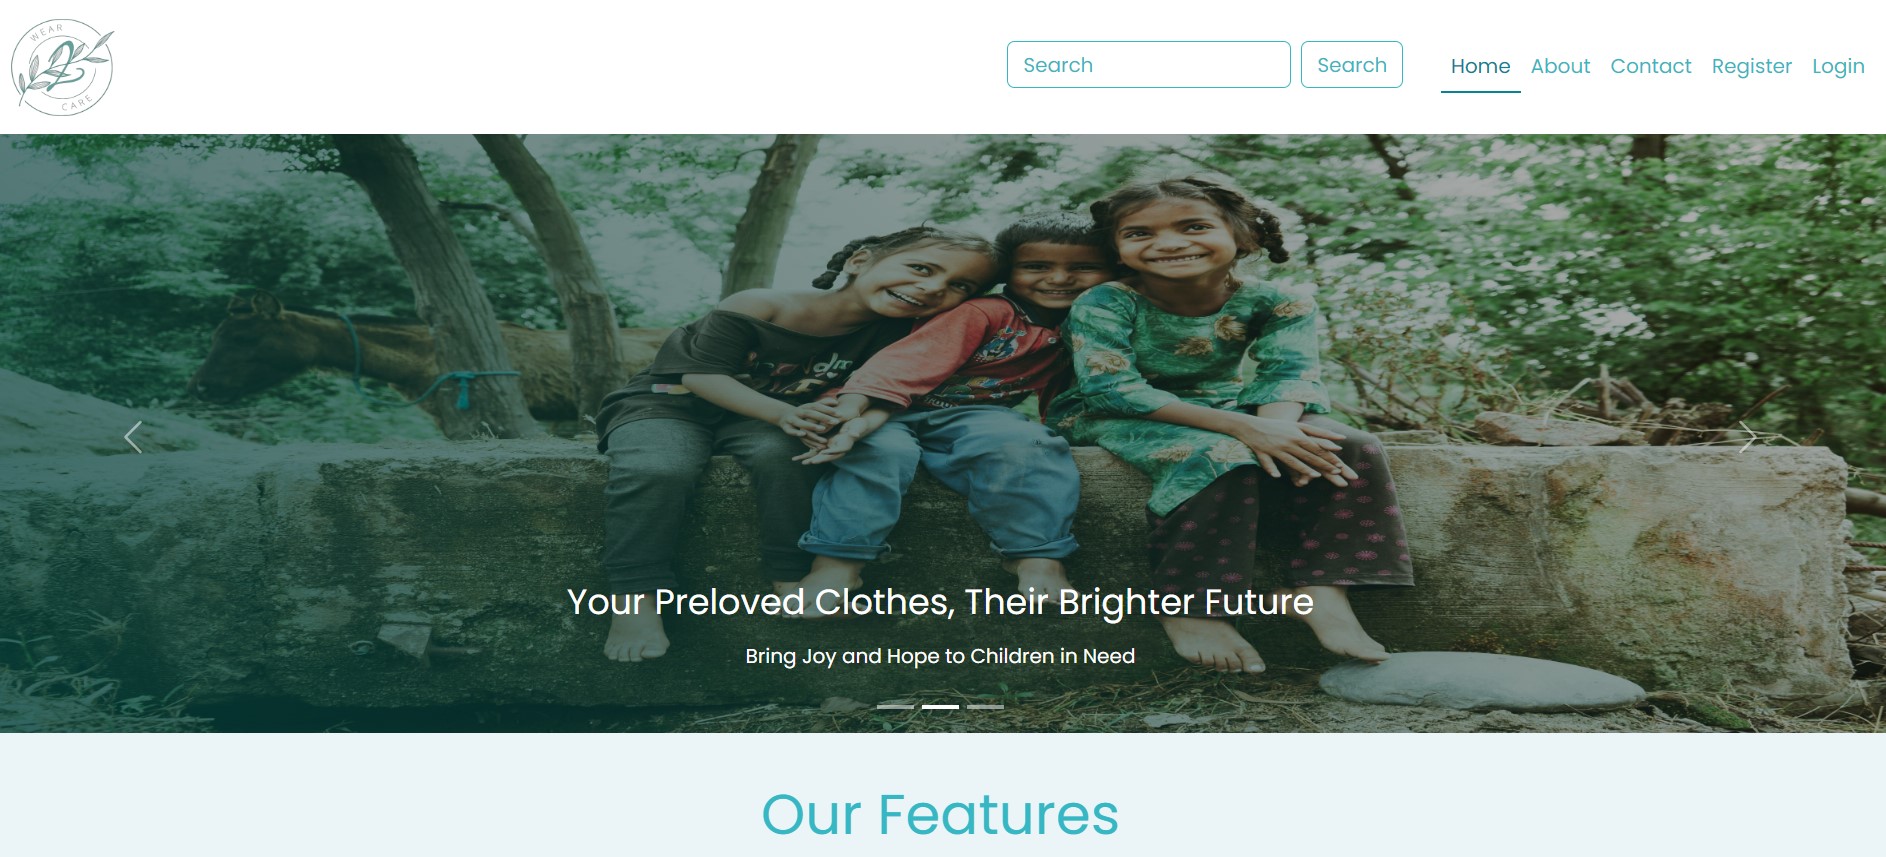 WEAR
2
CARE
Search
Search
Home
About
Contact
Register
Login
Your Preloved Clothes, Their Brighter Future
Bring Joy and Hope to Children in Need
Our Features